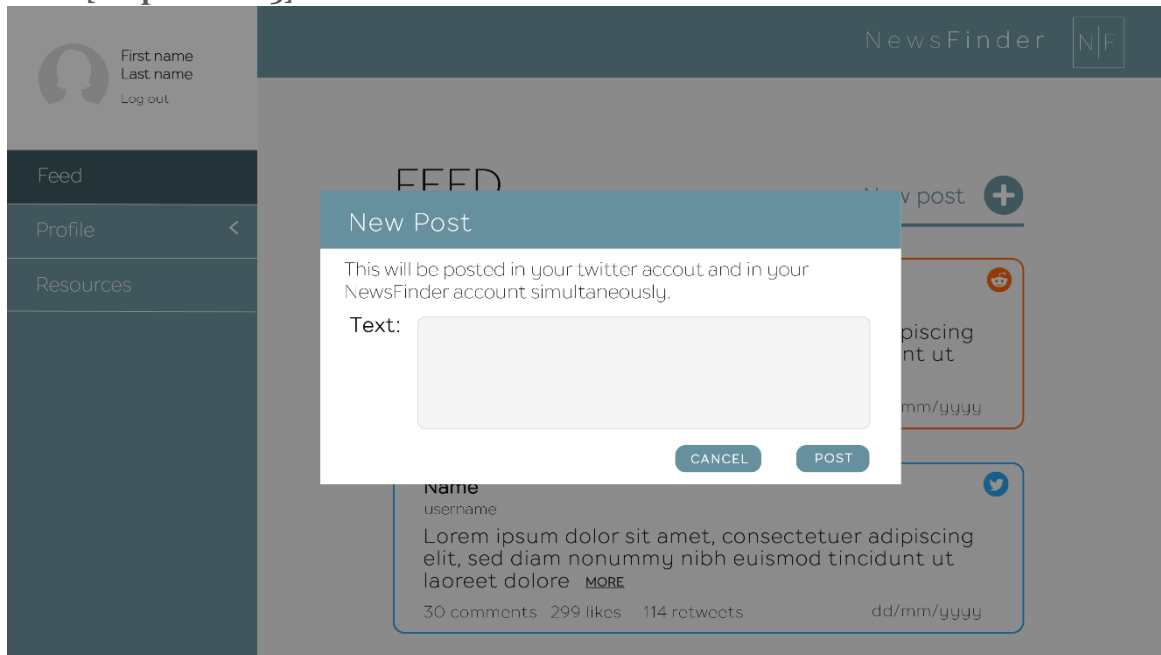 First name
Last name
Log out
NewsFinder N|F
Feed
Profile <
Resources
FEED
New post
New Post
This will be posted in your twitter accout and in your
NewsFinder account simultaneously.
Text:
piscing
nt ut
mm/yyyy
CANCEL POST
Name
username
Lorem ipsum dolor sit amet, consectetuer adipiscing
elit, sed diam nonummy nibh euismod tincidunt ut
laoreet dolore MORE
30 comments 299 likes 114 retweets dd/mm/yyyy